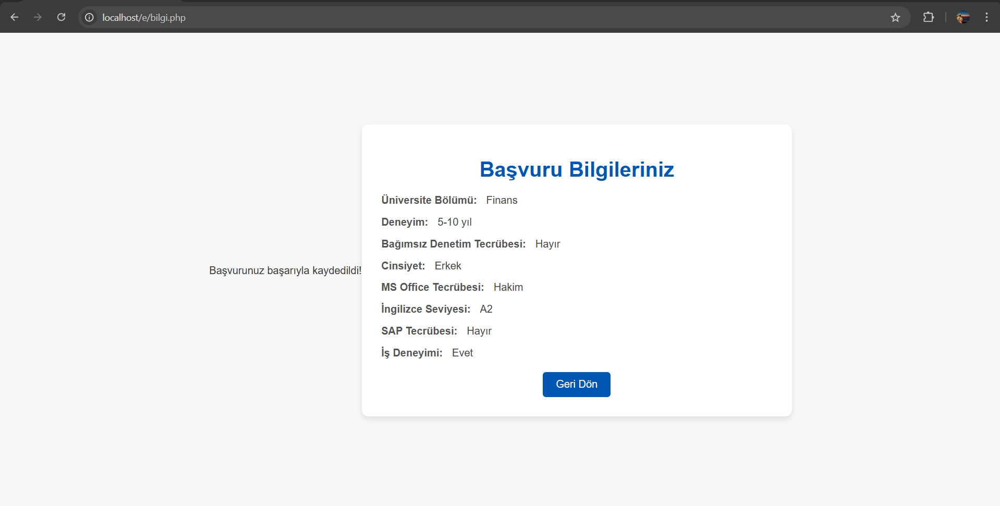 localhost/e/bilgi.php
Başvuru Bilgileriniz
Üniversite Bölümü: Finans
Deneyim: 5-10 yıl
Bağımsız Denetim Tecrübesi: Hayır
Cinsiyet: Erkek
Başvurunuz başarıyla kaydedildi!
MS Office Tecrübesi: Hakim
İngilizce Seviyesi: A2
SAP Tecrübesi: Hayır
İş Deneyimi: Evet
Geri Dön